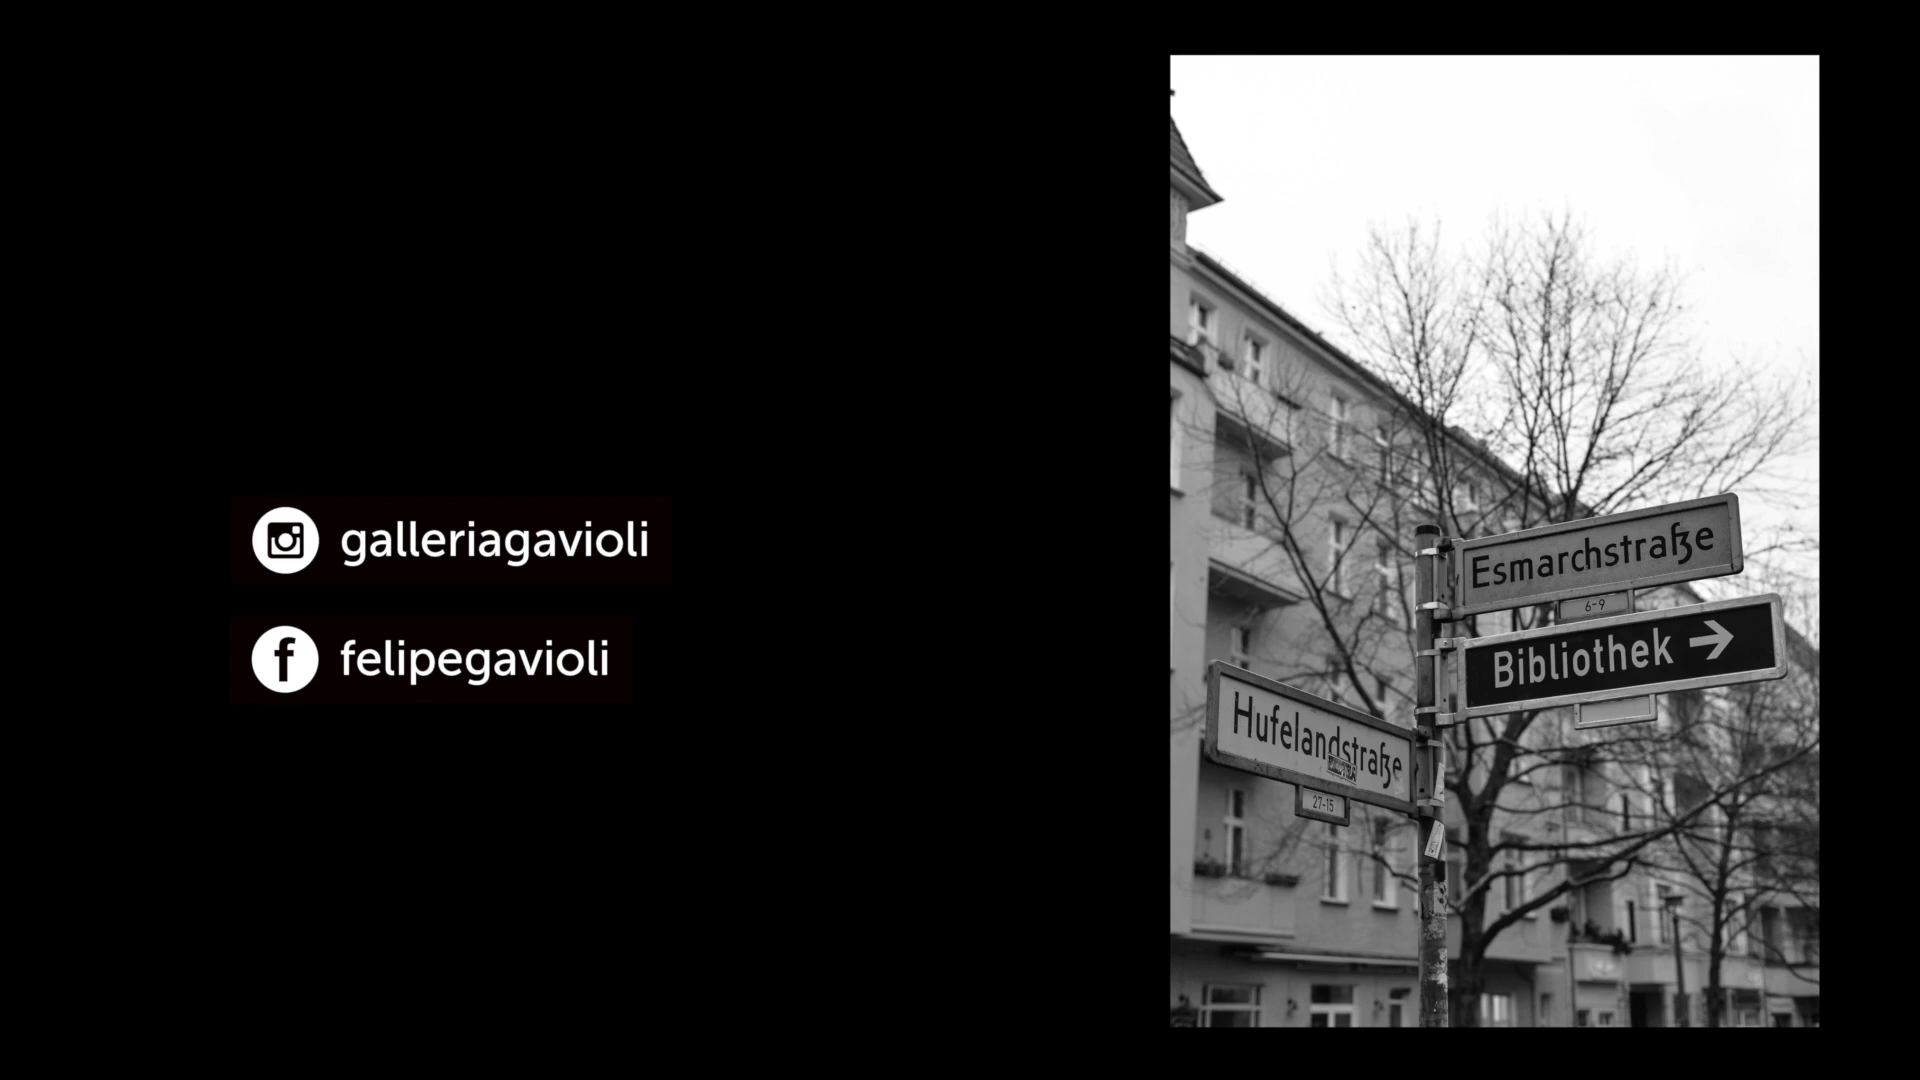 galleriagavioli
felipegavioli
Esmarchstraße
6-9
Bibliothek →
Hufelandstraße
27-15